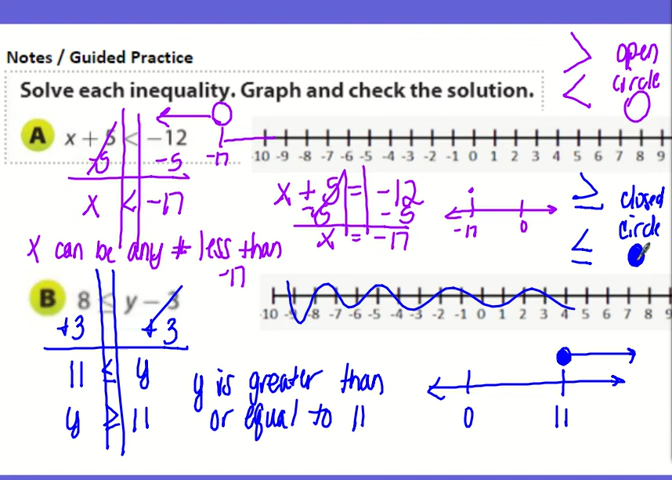 Notes / Guided Practice
Solve each inequality. Graph and check the solution.
> open
< circle
A x + 5 < -12
-5 -5
x < -17
-17
-10 -9 -8 -7 -6 -5 -4 -3 -2 -1 0 1 2 3 4 5 6 7 8 9
x + 5 = -12
-5 -5
x = -17
-17 0
≥ closed
≤ circle
x can be any # less than
-17
B 8 ≤ y - 3
+3 +3
11 ≤ y
y ≥ 11
-10 -9 -8 -7 -6 -5 -4 -3 -2 -1 0 1 2 3 4 5 6 7 8 9
y is greater than
or equal to 11
0 11